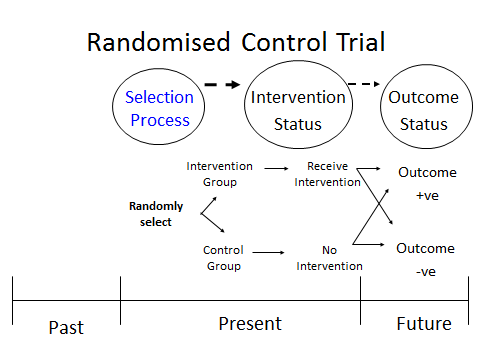 Randomised Control Trial
Selection
Process
Intervention
Status
Outcome
Status
Intervention
Group
Receive
Intervention
Outcome
+ve
Randomly
select
Control
Group
No
Intervention
Outcome
-ve
Past
Present
Future